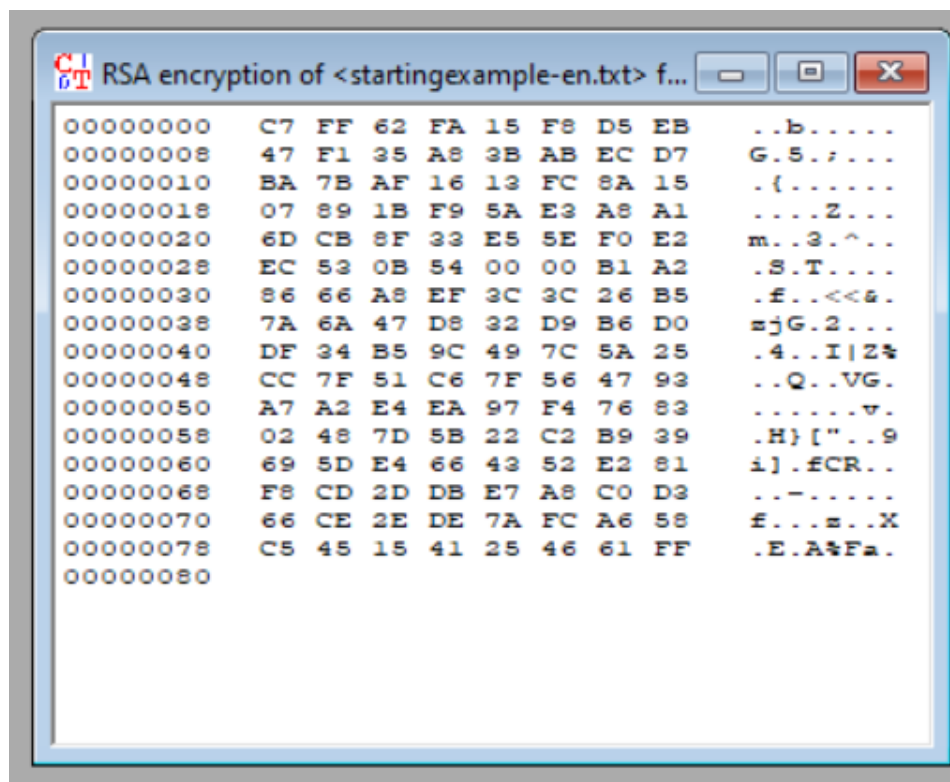 RSA encryption of <startingexample-en.txt> f...
00000000 C7 FF 62 FA 15 F8 D5 EB ..b.....
00000008 47 F1 35 A8 3B AB EC D7 G.5.;...
00000010 BA 7B AF 16 13 FC 8A 15 .{......
00000018 07 89 1B F9 5A E3 A8 A1 ....Z...
00000020 6D CB 8F 33 E5 5E F0 E2 m..3.^..
00000028 EC 53 0B 54 00 00 B1 A2 .S.T....
00000030 86 66 A8 EF 3C 3C 26 B5 .f..<<&.
00000038 7A 6A 47 D8 32 D9 B6 D0 zjG.2...
00000040 DF 34 B5 9C 49 7C 5A 25 .4..I|Z%
00000048 CC 7F 51 C6 7F 56 47 93 ..Q..VG.
00000050 A7 A2 E4 EA 97 F4 76 83 ......v.
00000058 02 48 7D 5B 22 C2 B9 39 .H}["..9
00000060 69 5D E4 66 43 52 E2 81 i].fCR..
00000068 F8 CD 2D DB E7 A8 C0 D3 ..-.....
00000070 66 CE 2E DE 7A FC A6 58 f...z..X
00000078 C5 45 15 41 25 46 61 FF .E.A%Fa.
00000080